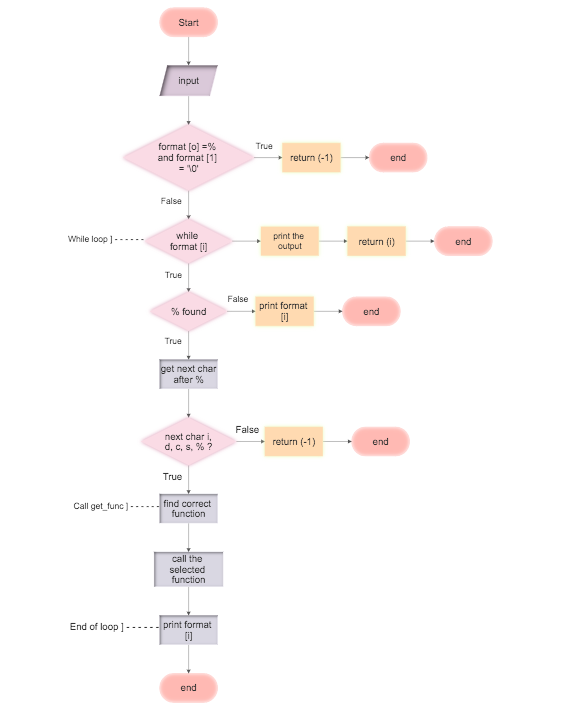 Start
input
format [o] =%
and format [1]
= '\0'
True
return (-1)
end
False
While loop ]
while
format [i]
print the
output
return (i)
end
True
% found
False
print format
[i]
end
True
get next char
after %
next char i,
d, c, s, % ?
False
return (-1)
end
True
Call get_func ]
find correct
function
call the
selected
function
End of loop ]
print format
[i]
end